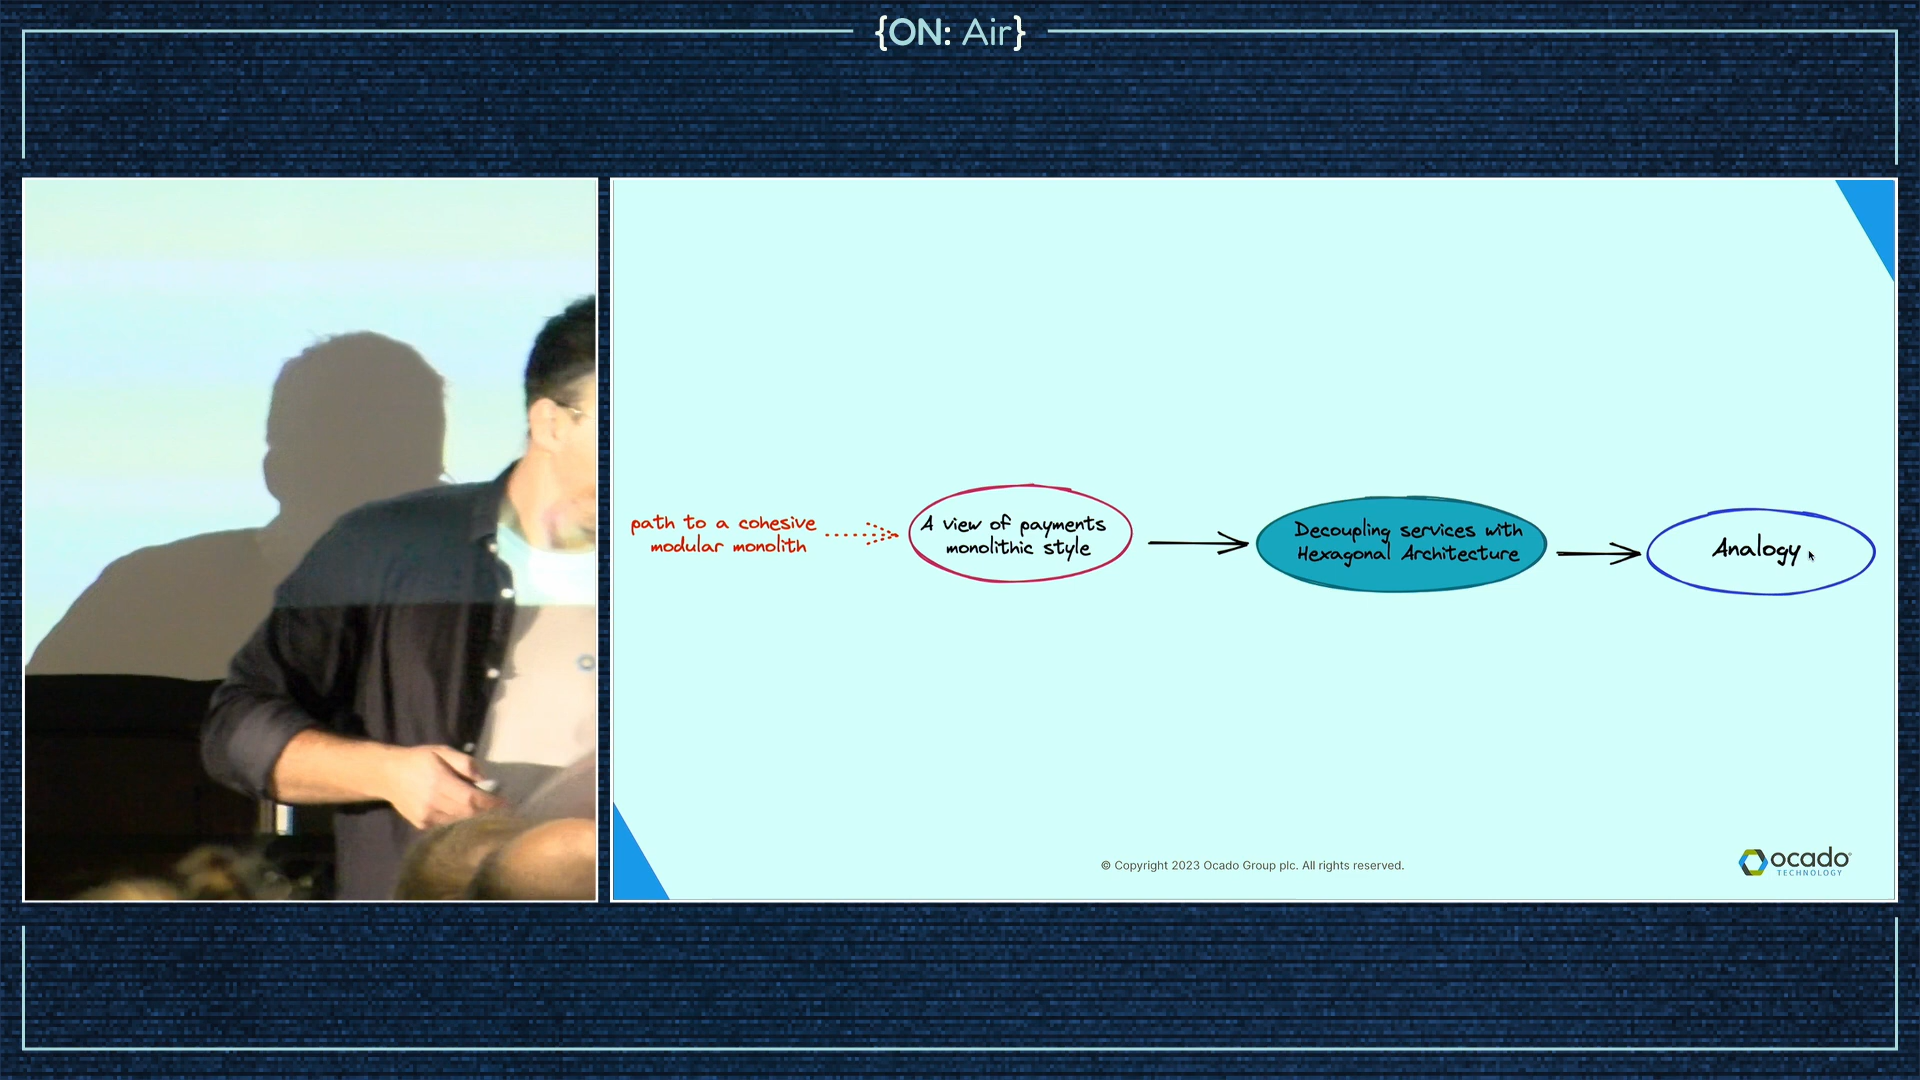 {ON: Air}
path to a cohesive
modular monolith
A view of payments
monolithic style
Decoupling services with
Hexagonal Architecture
Analogy
© Copyright 2023 Ocado Group plc. All rights reserved.
ocado
TECHNOLOGY